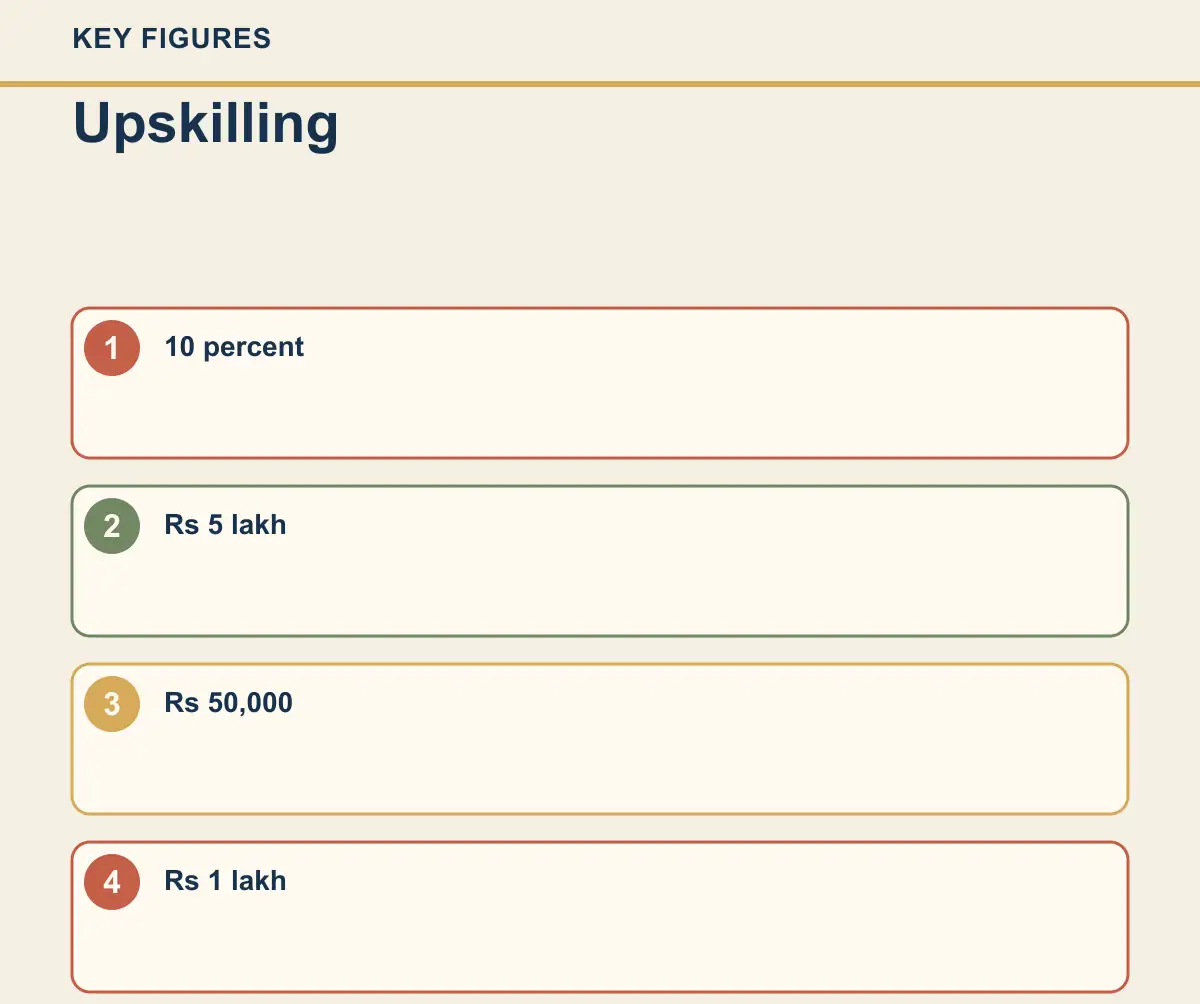 KEY FIGURES
Upskilling
1 10 percent
2 Rs 5 lakh
3 Rs 50,000
4 Rs 1 lakh